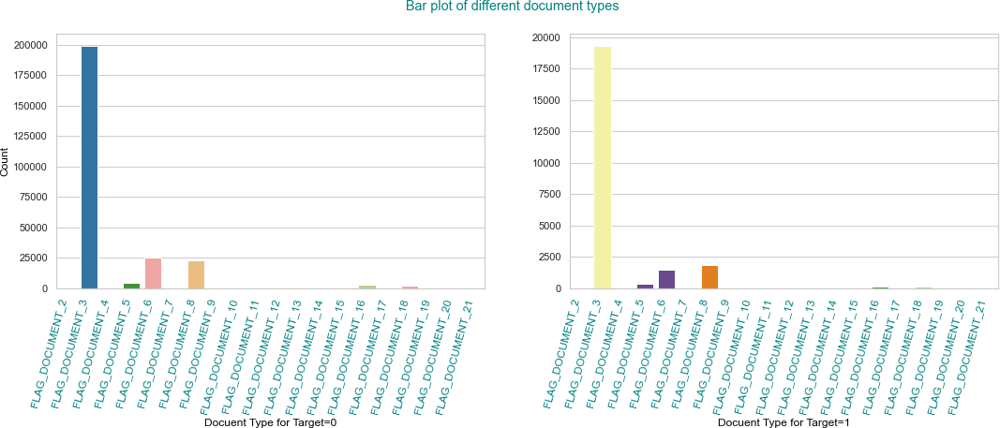 Bar plot of different document types
200000
175000
150000
125000
100000
75000
50000
25000
0
Count
FLAG_DOCUMENT_2
FLAG_DOCUMENT_3
FLAG_DOCUMENT_4
FLAG_DOCUMENT_5
FLAG_DOCUMENT_6
FLAG_DOCUMENT_7
FLAG_DOCUMENT_8
FLAG_DOCUMENT_9
FLAG_DOCUMENT_10
FLAG_DOCUMENT_11
FLAG_DOCUMENT_12
FLAG_DOCUMENT_13
FLAG_DOCUMENT_14
FLAG_DOCUMENT_15
FLAG_DOCUMENT_16
FLAG_DOCUMENT_17
FLAG_DOCUMENT_18
FLAG_DOCUMENT_19
FLAG_DOCUMENT_20
FLAG_DOCUMENT_21
Docuent Type for Target=0
20000
17500
15000
12500
10000
7500
5000
2500
0
FLAG_DOCUMENT_2
FLAG_DOCUMENT_3
FLAG_DOCUMENT_4
FLAG_DOCUMENT_5
FLAG_DOCUMENT_6
FLAG_DOCUMENT_7
FLAG_DOCUMENT_8
FLAG_DOCUMENT_9
FLAG_DOCUMENT_10
FLAG_DOCUMENT_11
FLAG_DOCUMENT_12
FLAG_DOCUMENT_13
FLAG_DOCUMENT_14
FLAG_DOCUMENT_15
FLAG_DOCUMENT_16
FLAG_DOCUMENT_17
FLAG_DOCUMENT_18
FLAG_DOCUMENT_19
FLAG_DOCUMENT_20
FLAG_DOCUMENT_21
Docuent Type for Target=1